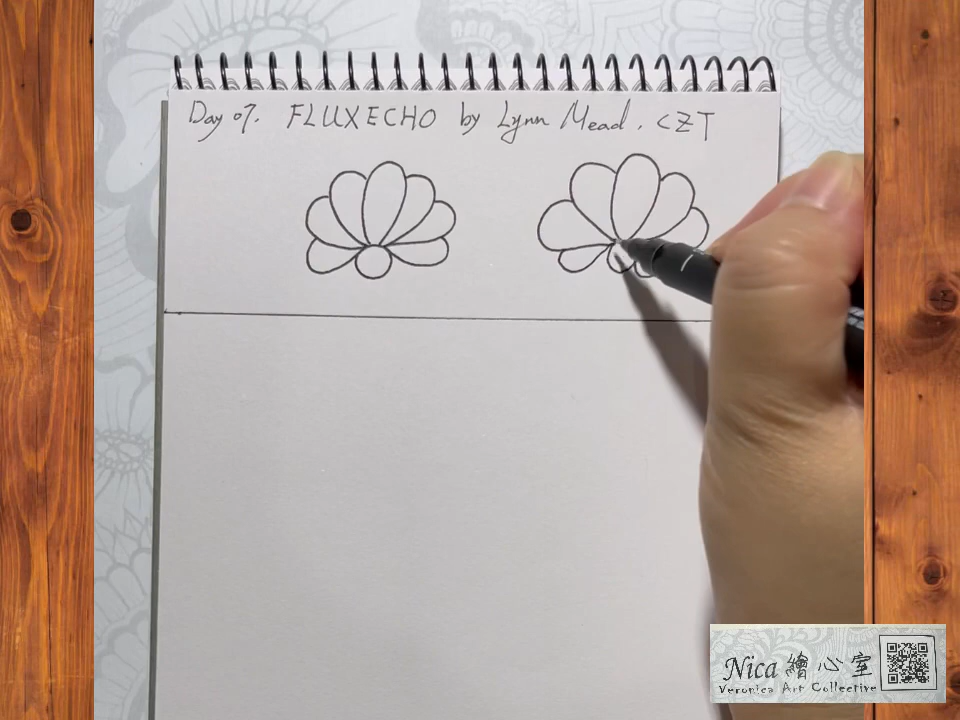 Day 07. FLUXECHO by Lynn Mead. CZT
Nica 繪心室
Veronica Art Collective